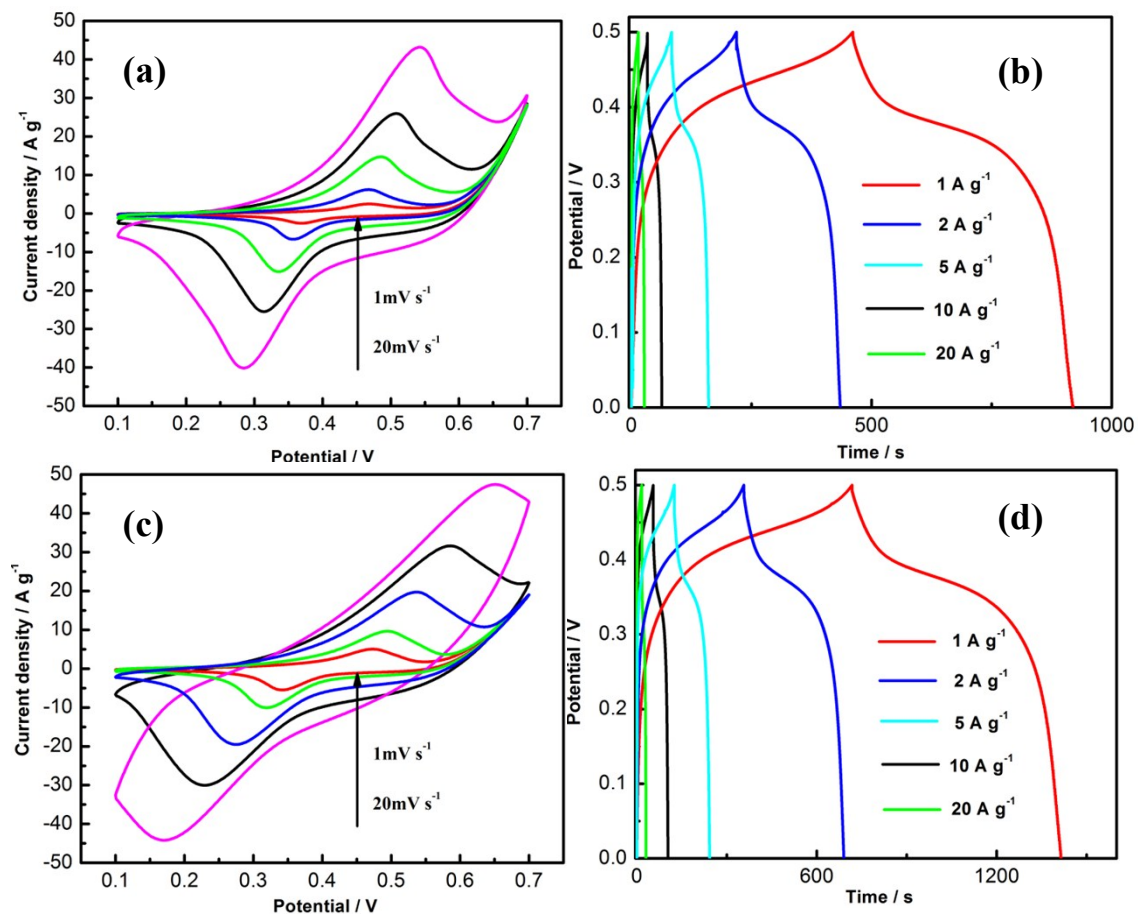 (a)
50
40
30
20
10
0
-10
-20
-30
-40
-50
Current density / A g⁻¹
1mV s⁻¹
20mV s⁻¹
0.1 0.2 0.3 0.4 0.5 0.6 0.7
Potential / V
(b)
0.5
0.4
0.3
0.2
0.1
0.0
Potential / V
1 A g⁻¹
2 A g⁻¹
5 A g⁻¹
10 A g⁻¹
20 A g⁻¹
0 500 1000
Time / s
(c)
50
40
30
20
10
0
-10
-20
-30
-40
-50
Current density / A g⁻¹
1mV s⁻¹
20mV s⁻¹
0.1 0.2 0.3 0.4 0.5 0.6 0.7
Potential / V
(d)
0.5
0.4
0.3
0.2
0.1
0.0
Potential / V
1 A g⁻¹
2 A g⁻¹
5 A g⁻¹
10 A g⁻¹
20 A g⁻¹
0 600 1200
Time / s